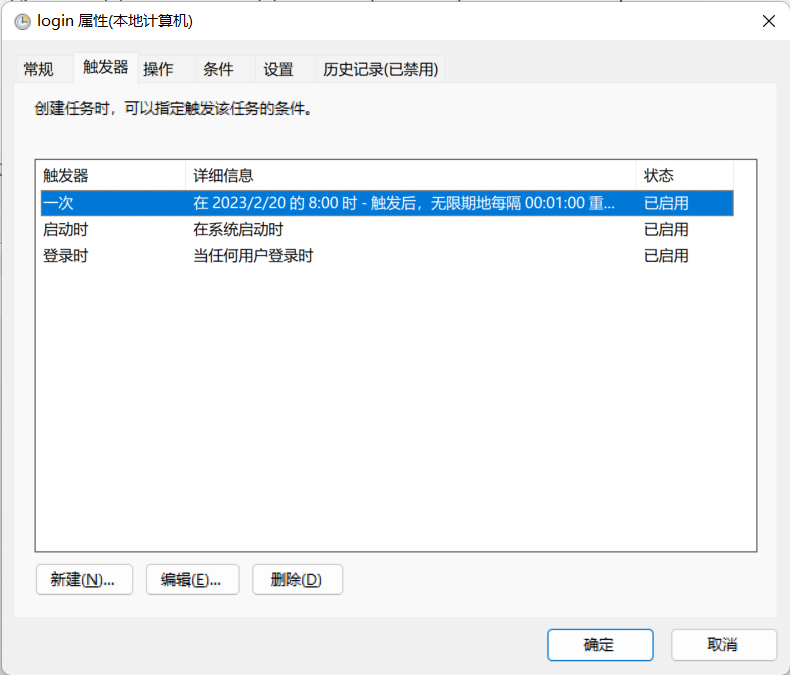 login 属性(本地计算机)
常规 触发器 操作 条件 设置 历史记录(已禁用)
创建任务时，可以指定触发该任务的条件。
触发器 详细信息 状态
一次 在 2023/2/20 的 8:00 时 - 触发后，无限期地每隔 00:01:00 重... 已启用
启动时 在系统启动时 已启用
登录时 当任何用户登录时 已启用
新建(N)... 编辑(E)... 删除(D)
确定 取消